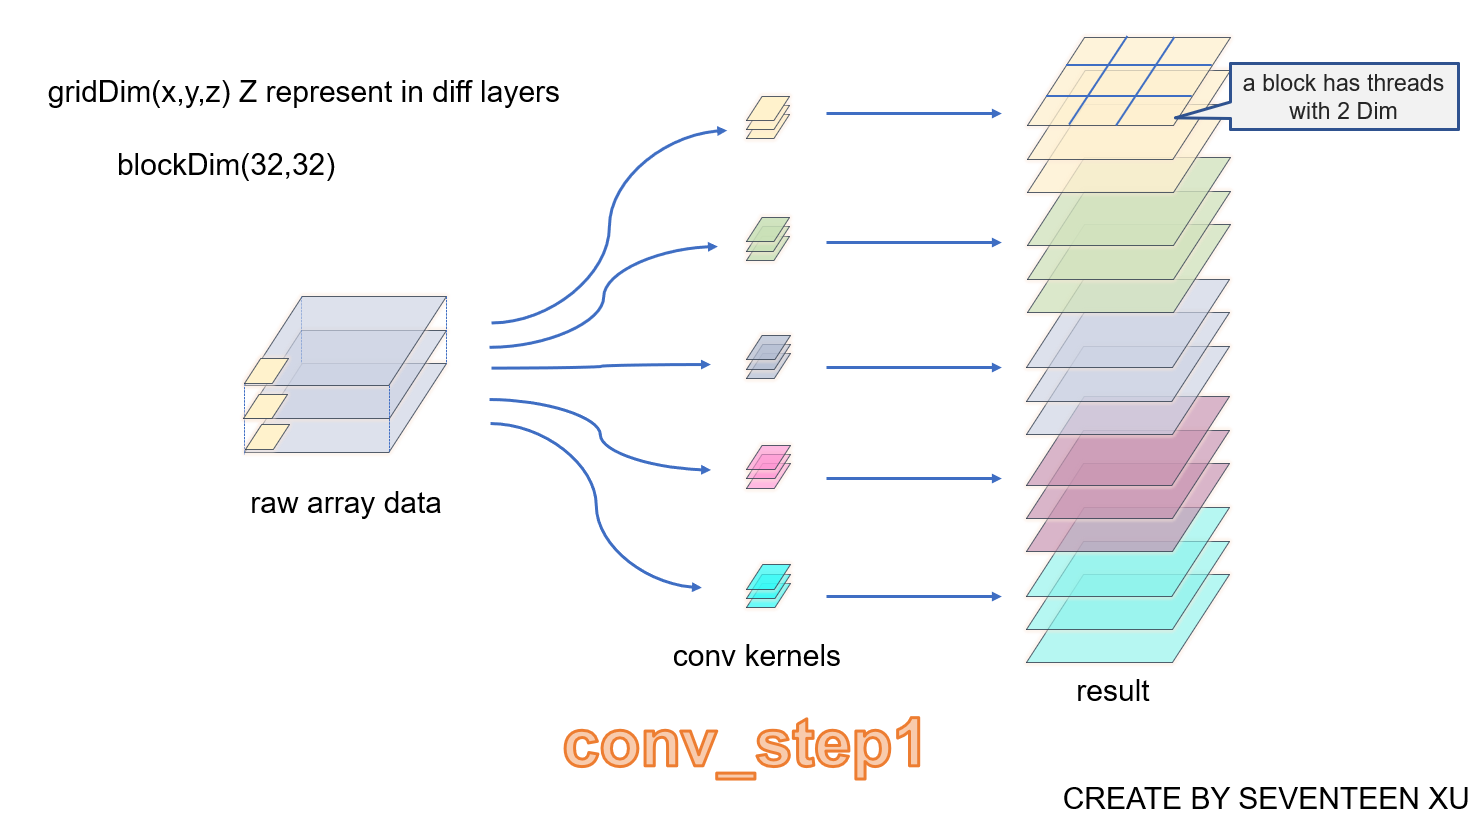 gridDim(x,y,z) Z represent in diff layers
blockDim(32,32)
a block has threads
with 2 Dim
raw array data
conv kernels
result
conv_step1
CREATE BY SEVENTEEN XU